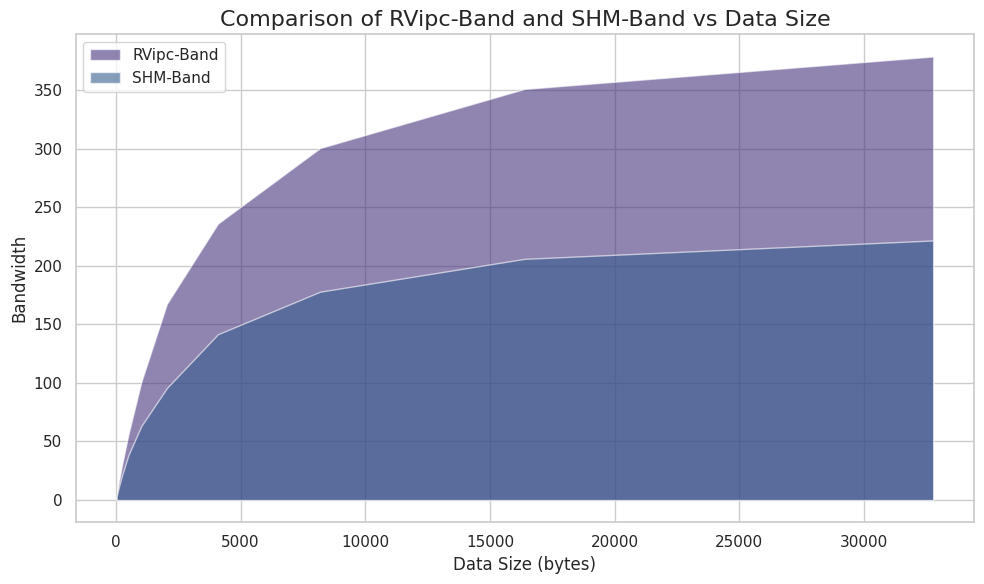 Comparison of RVipc-Band and SHM-Band vs Data Size
RVipc-Band
SHM-Band
Bandwidth
350
300
250
200
150
100
50
0
0 5000 10000 15000 20000 25000 30000
Data Size (bytes)